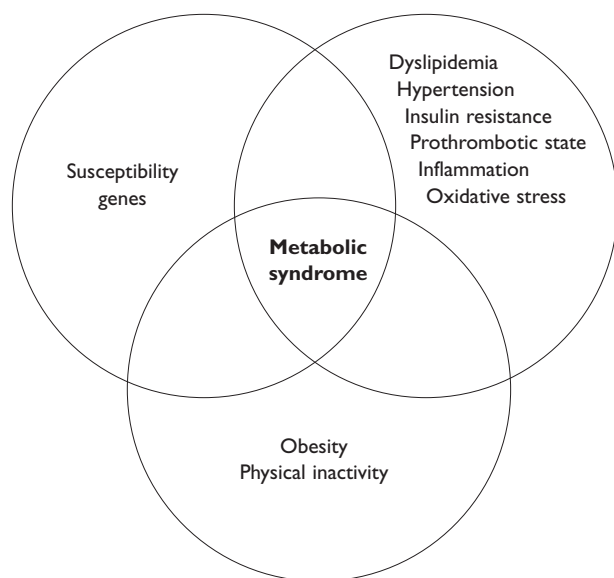 Dyslipidemia
Hypertension
Insulin resistance
Prothrombotic state
Inflammation
Oxidative stress
Susceptibility
genes
Metabolic
syndrome
Obesity
Physical inactivity